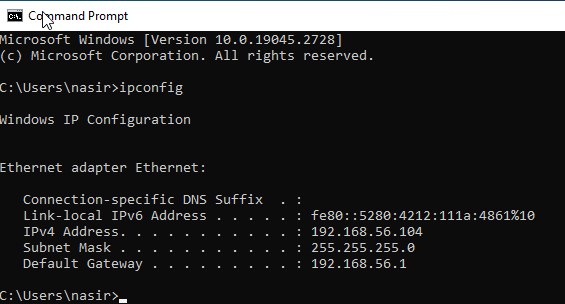 Command Prompt
Microsoft Windows [Version 10.0.19045.2728]
(c) Microsoft Corporation. All rights reserved.
C:\Users\nasir>ipconfig
Windows IP Configuration
Ethernet adapter Ethernet:
Connection-specific DNS Suffix  . :
Link-local IPv6 Address . . . . . : fe80::5280:4212:111a:4861%10
IPv4 Address. . . . . . . . . . . : 192.168.56.104
Subnet Mask . . . . . . . . . . . : 255.255.255.0
Default Gateway . . . . . . . . . : 192.168.56.1
C:\Users\nasir>